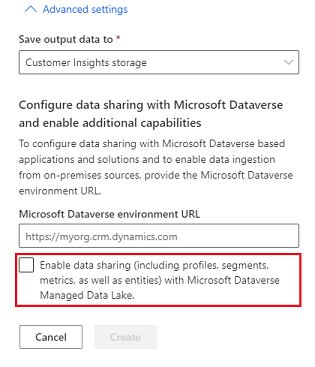 Advanced settings
Save output data to *
Customer Insights storage
Configure data sharing with Microsoft Dataverse
and enable additional capabilities
To configure data sharing with Microsoft Dataverse based
applications and solutions and to enable data ingestion
from on-premises sources, provide the Microsoft Dataverse
environment URL.
Microsoft Dataverse environment URL
https://myorg.crm.dynamics.com
Enable data sharing (including profiles, segments,
metrics, as well as entities) with Microsoft Dataverse
Managed Data Lake.
Cancel Create